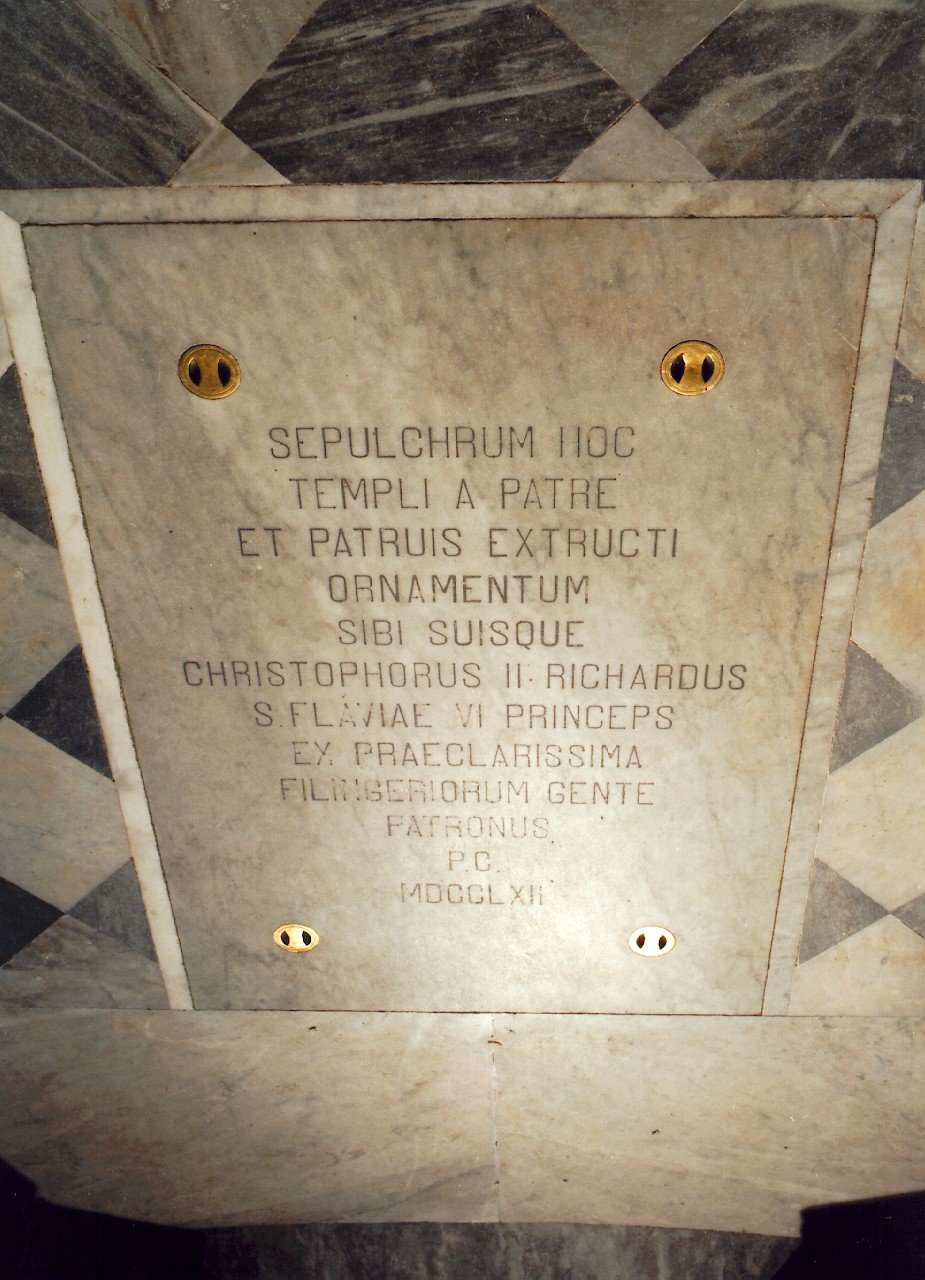 SEPULCHRUM HOC
TEMPLI A PATRE
ET PATRUIS EXTRUCTI
ORNAMENTUM
SIBI SUISQUE
CHRISTOPHORUS II· RICHARDUS
S. FLAVIAE VI PRINCEPS
EX PRAECLARISSIMA
FILINGERIORUM GENTE
PATRONUS
P.C.
MDCCLXII